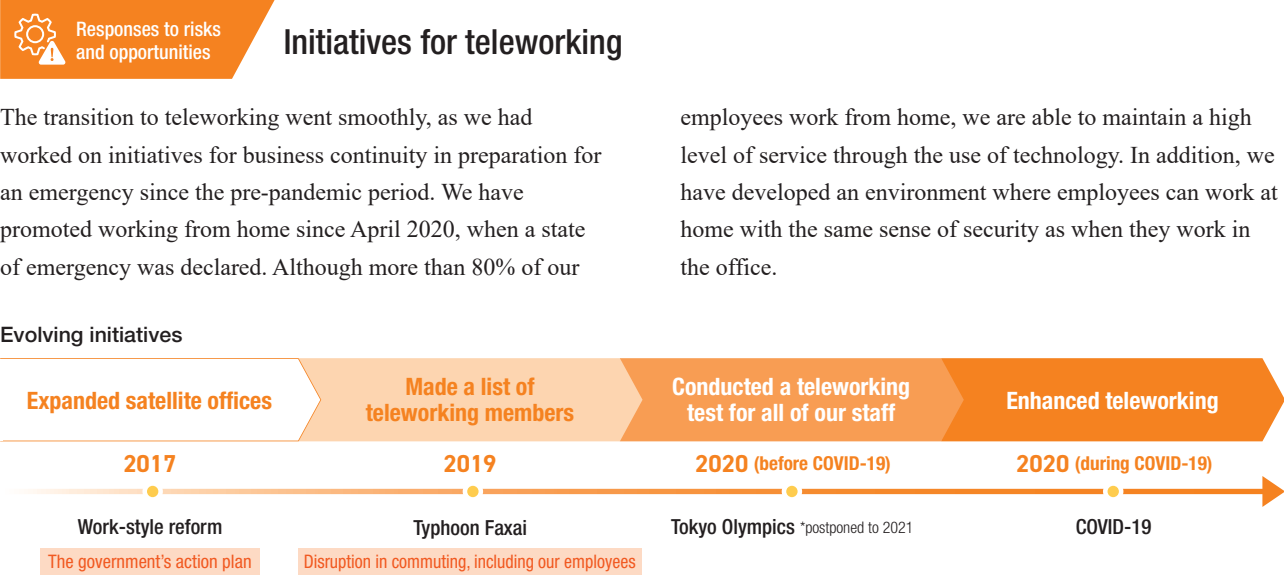 Responses to risks
and opportunities
Initiatives for teleworking
The transition to teleworking went smoothly, as we had
worked on initiatives for business continuity in preparation for
an emergency since the pre-pandemic period. We have
promoted working from home since April 2020, when a state
of emergency was declared. Although more than 80% of our
employees work from home, we are able to maintain a high
level of service through the use of technology. In addition, we
have developed an environment where employees can work at
home with the same sense of security as when they work in
the office.
Evolving initiatives
Expanded satellite offices
Made a list of
teleworking members
Conducted a teleworking
test for all of our staff
Enhanced teleworking
2017
2019
2020 (before COVID-19)
2020 (during COVID-19)
Work-style reform
The government's action plan
Typhoon Faxai
Disruption in commuting, including our employees
Tokyo Olympics *postponed to 2021
COVID-19